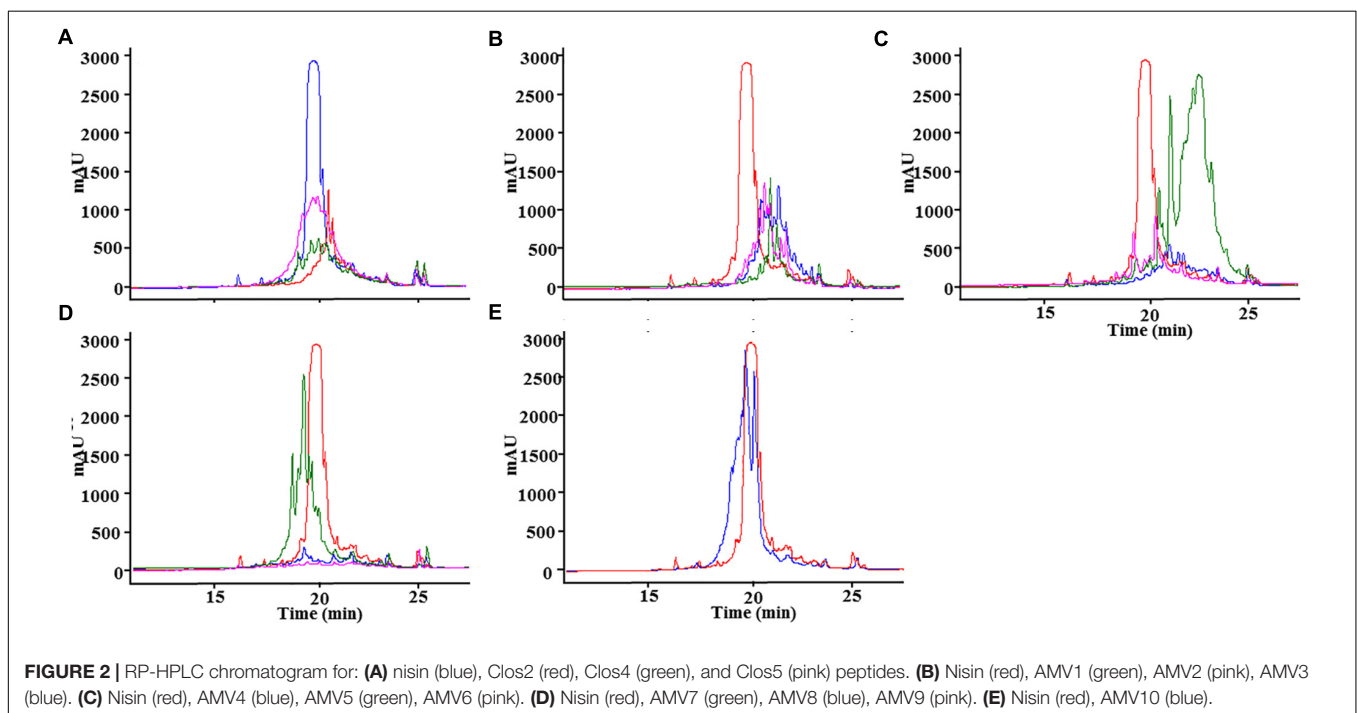 A
B
C
3000
2500
2000
1500
1000
500
0
mAU
3000
2500
2000
1500
1000
500
0
mAU
3000
2500
2000
1500
1000
500
0
mAU
15
20
25
Time (min)
D
E
3000
2500
2000
1500
1000
500
0
mAU
15
20
25
Time (min)
3000
2500
2000
1500
1000
500
0
mAU
15
20
25
Time (min)
FIGURE 2 | RP-HPLC chromatogram for: (A) nisin (blue), Clos2 (red), Clos4 (green), and Clos5 (pink) peptides. (B) Nisin (red), AMV1 (green), AMV2 (pink), AMV3
(blue). (C) Nisin (red), AMV4 (blue), AMV5 (green), AMV6 (pink). (D) Nisin (red), AMV7 (green), AMV8 (blue), AMV9 (pink). (E) Nisin (red), AMV10 (blue).